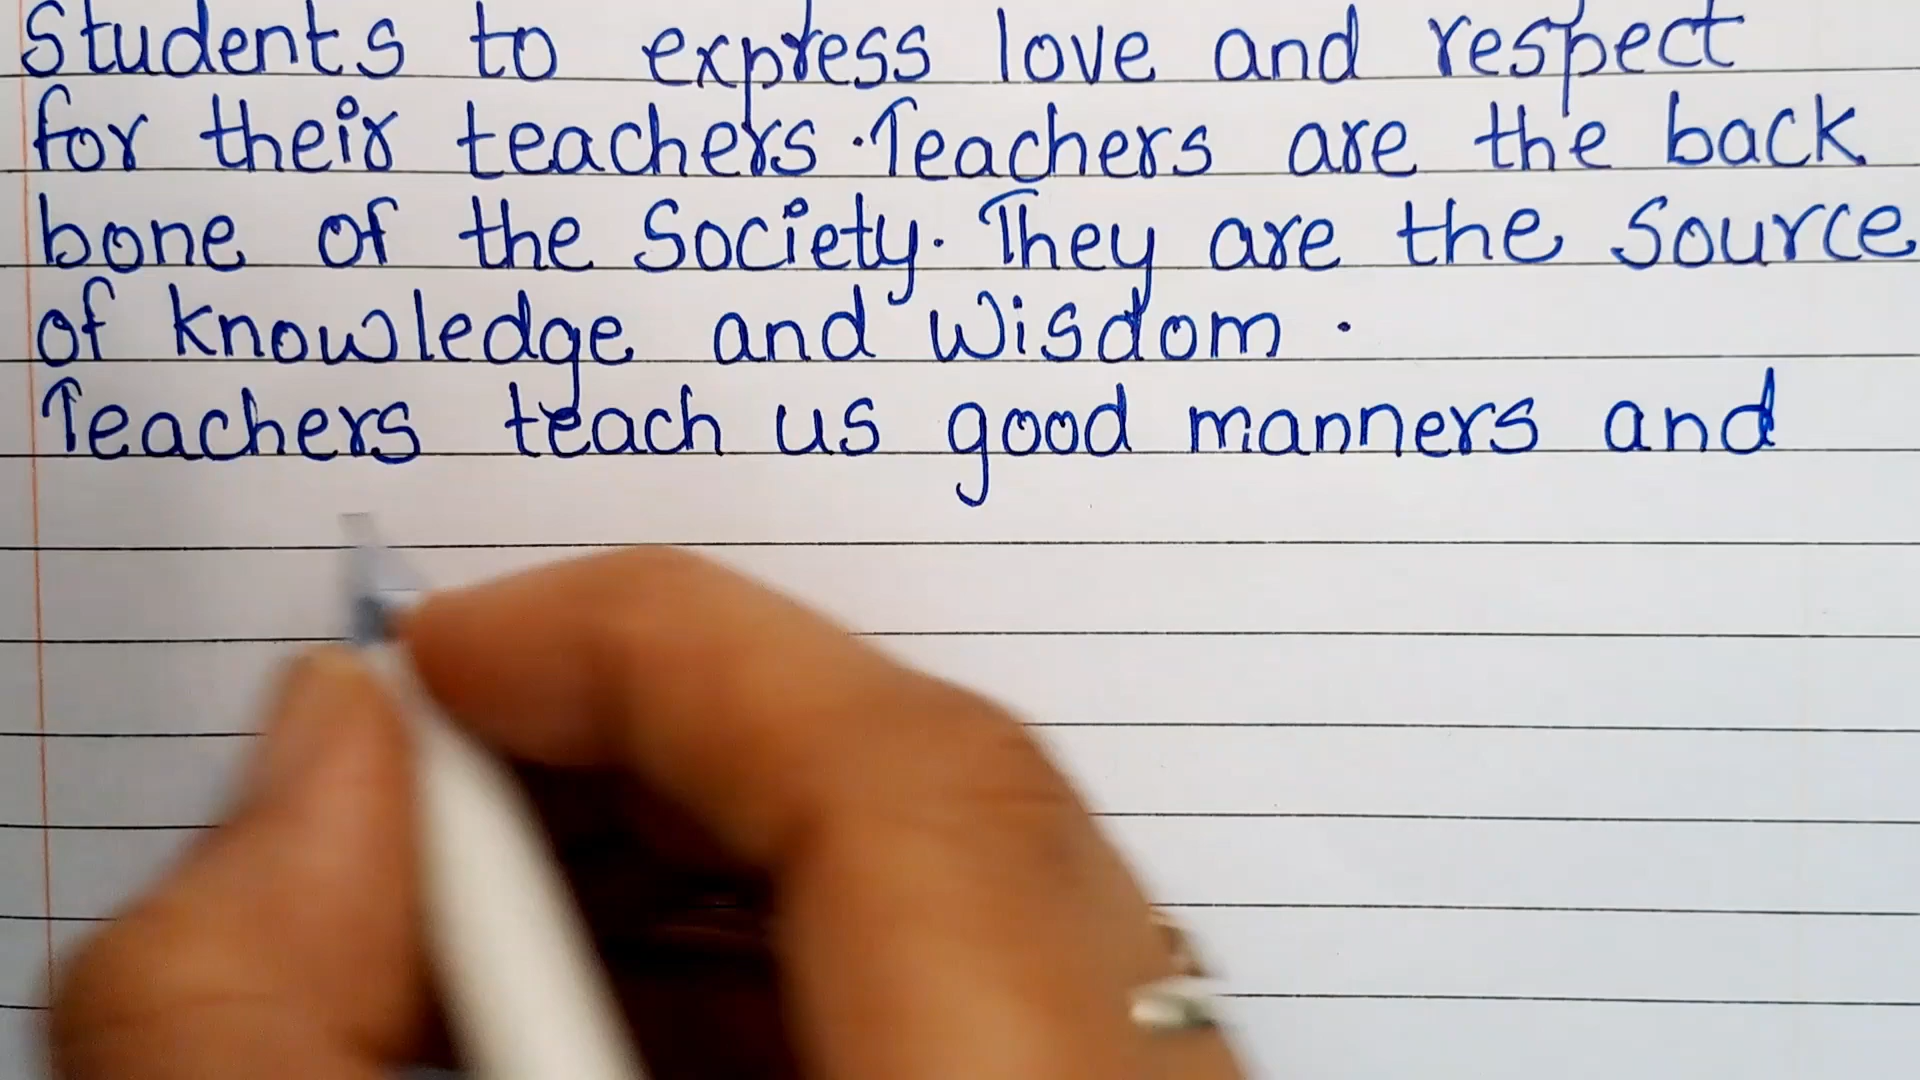 Students to express love and respect
for their teachers. Teachers are the back
bone of the Society. They are the Source
of knowledge and Wisdom.
Teachers teach us good manners and